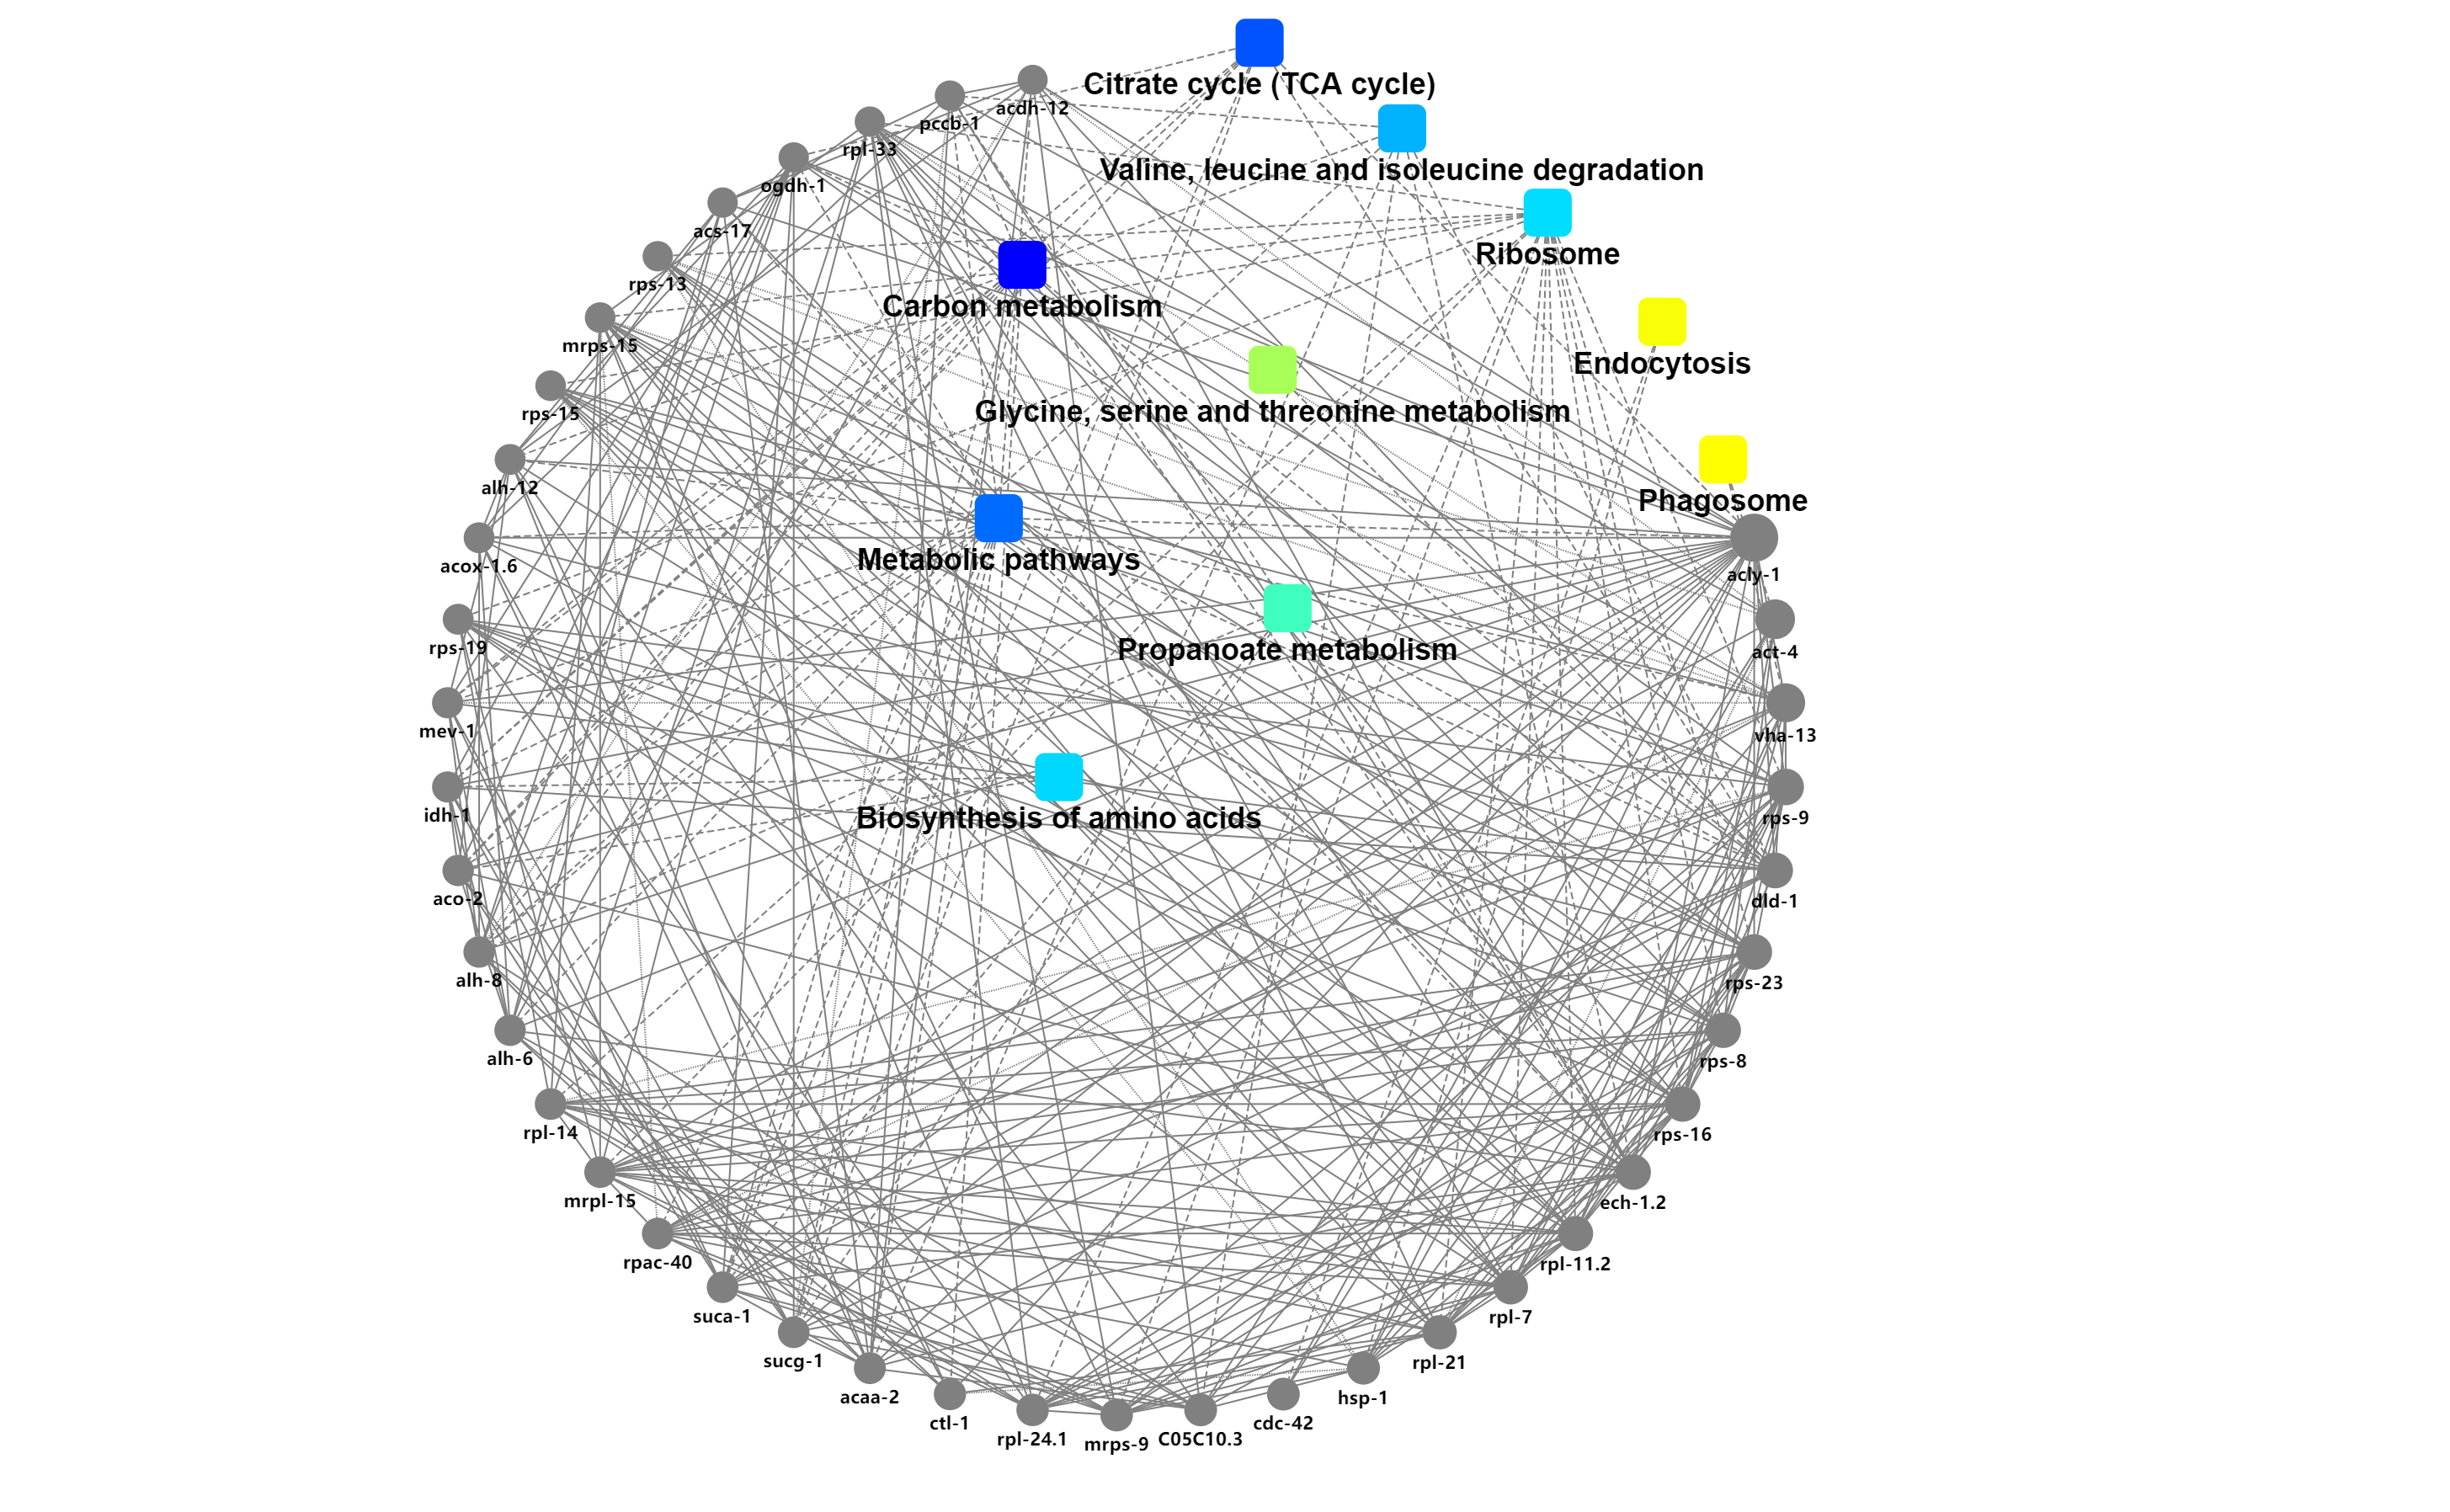 Citrate cycle (TCA cycle)
acdh-12
pccb-1
rpl-33
Valine, leucine and isoleucine degradation
ogdh-1
acs-17
Ribosome
rps-13
Carbon metabolism
mrps-15
Endocytosis
rps-15
Glycine, serine and threonine metabolism
alh-12
Phagosome
acox-1.6
Metabolic pathways
acly-1
rps-19
Propanoate metabolism
act-4
mev-1
vha-13
idh-1
Biosynthesis of amino acids
rps-9
aco-2
dld-1
alh-8
rps-23
alh-6
rps-8
rpl-14
rps-16
mrpl-15
ech-1.2
rpac-40
rpl-11.2
suca-1
rpl-7
sucg-1
rpl-21
acaa-2
hsp-1
ctl-1
cdc-42
rpl-24.1
mrps-9
C05C10.3